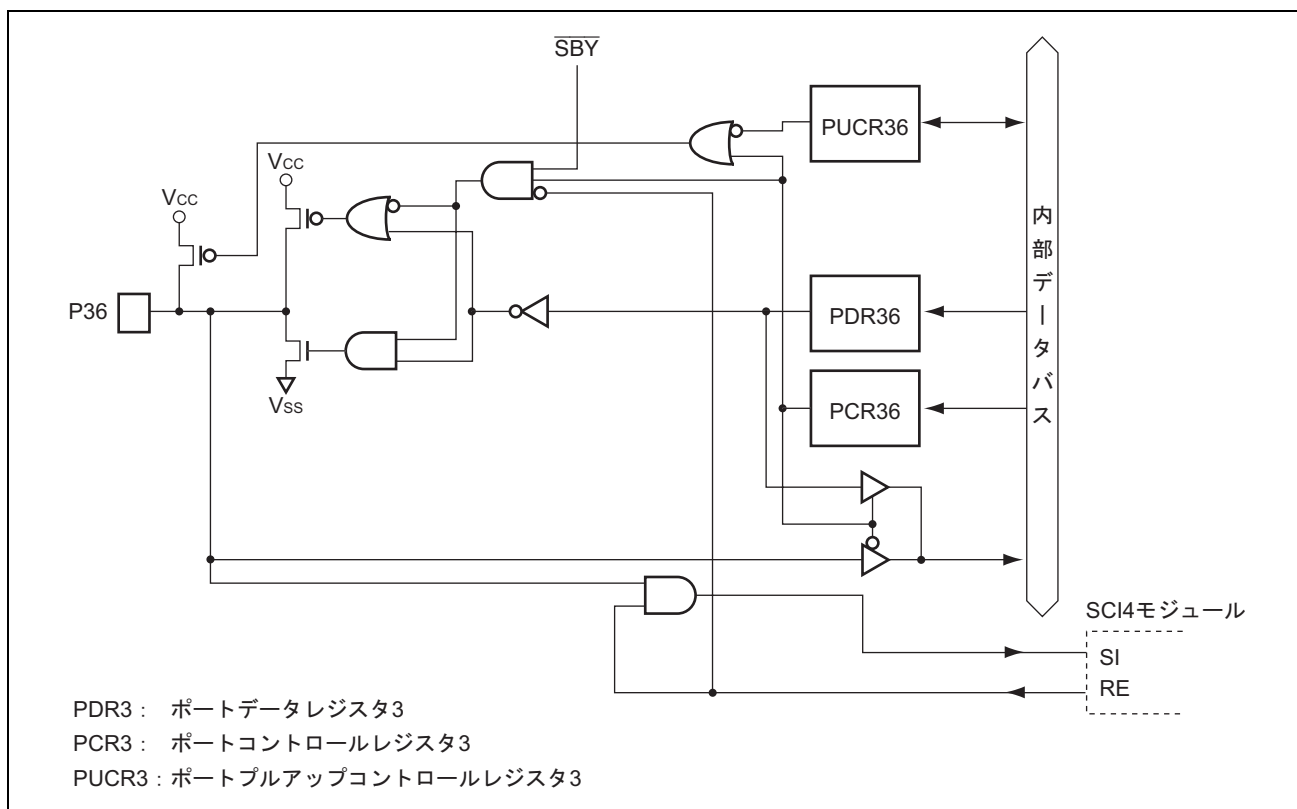 SBY
PUCR36
VCC
VCC
内部データバス
P36
PDR36
PCR36
VSS
SCI4モジュール
SI
RE
PDR3： ポートデータレジスタ3
PCR3： ポートコントロールレジスタ3
PUCR3：ポートプルアップコントロールレジスタ3